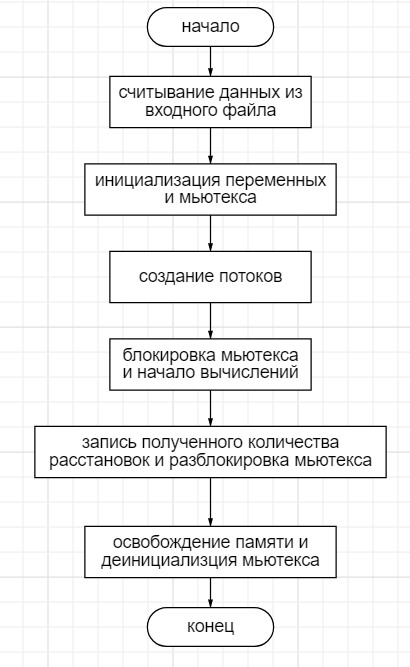 начало
считывание данных из
входного файла
инициализация переменных
и мьютекса
создание потоков
блокировка мьютекса
и начало вычислений
запись полученного количества
расстановок и разблокировка мьютекса
освобождение памяти и
деинициализция мьютекса
конец